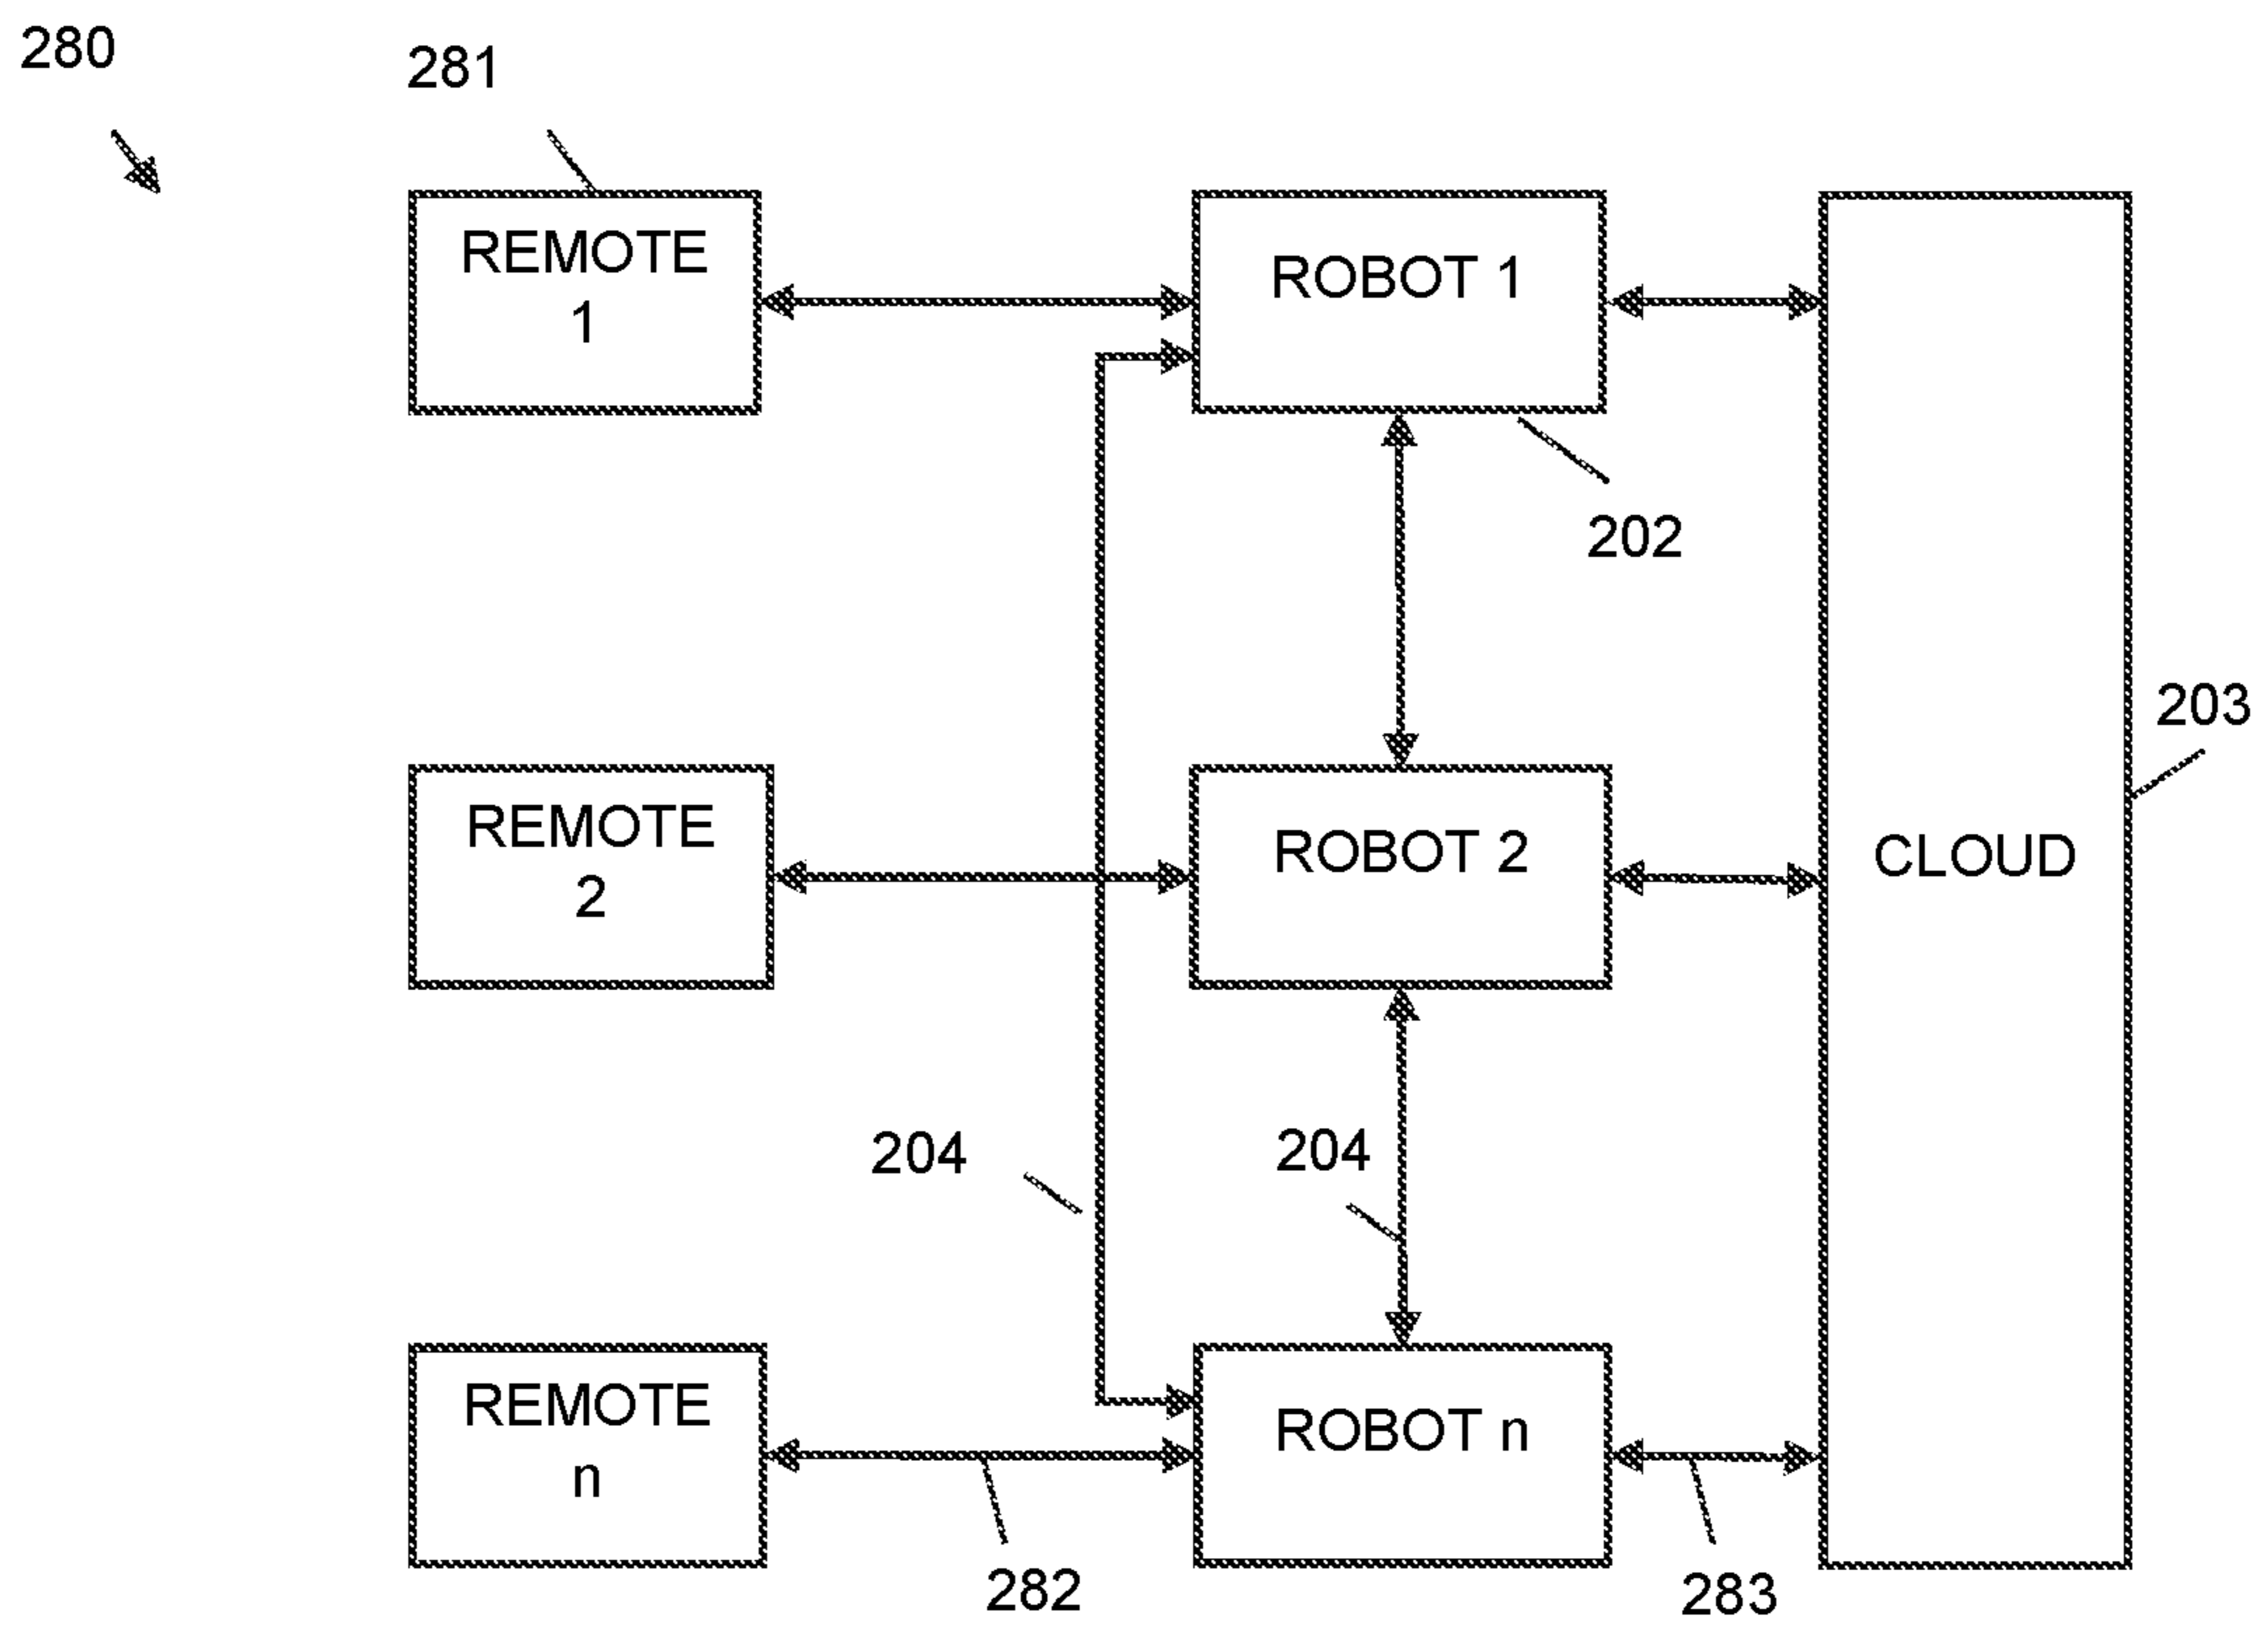 280
281
REMOTE
1
ROBOT 1
202
203
REMOTE
2
ROBOT 2
CLOUD
204
204
REMOTE
n
ROBOT n
282
283